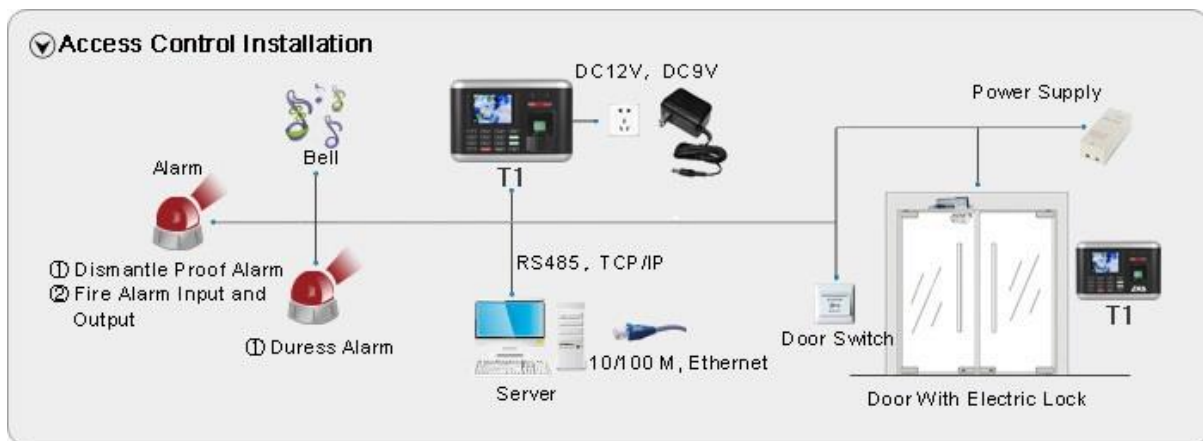 Access Control Installation
DC12V, DC9V
Power Supply
Bell
T1
Alarm
① Dismantle Proof Alarm
② Fire Alarm Input and
Output
RS485, TCP/IP
① Duress Alarm
Door Switch
T1
10/100 M, Ethernet
Server
Door With Electric Lock